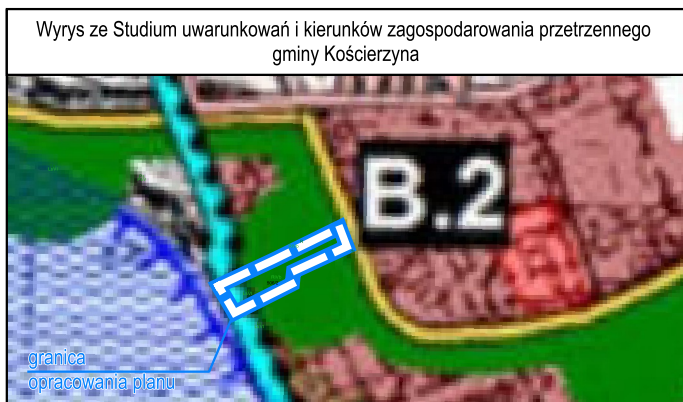 Wyrys ze Studium uwarunkowań i kierunków zagospodarowania przetrzennego
gminy Kościerzyna
B.2
granica
opracowania planu